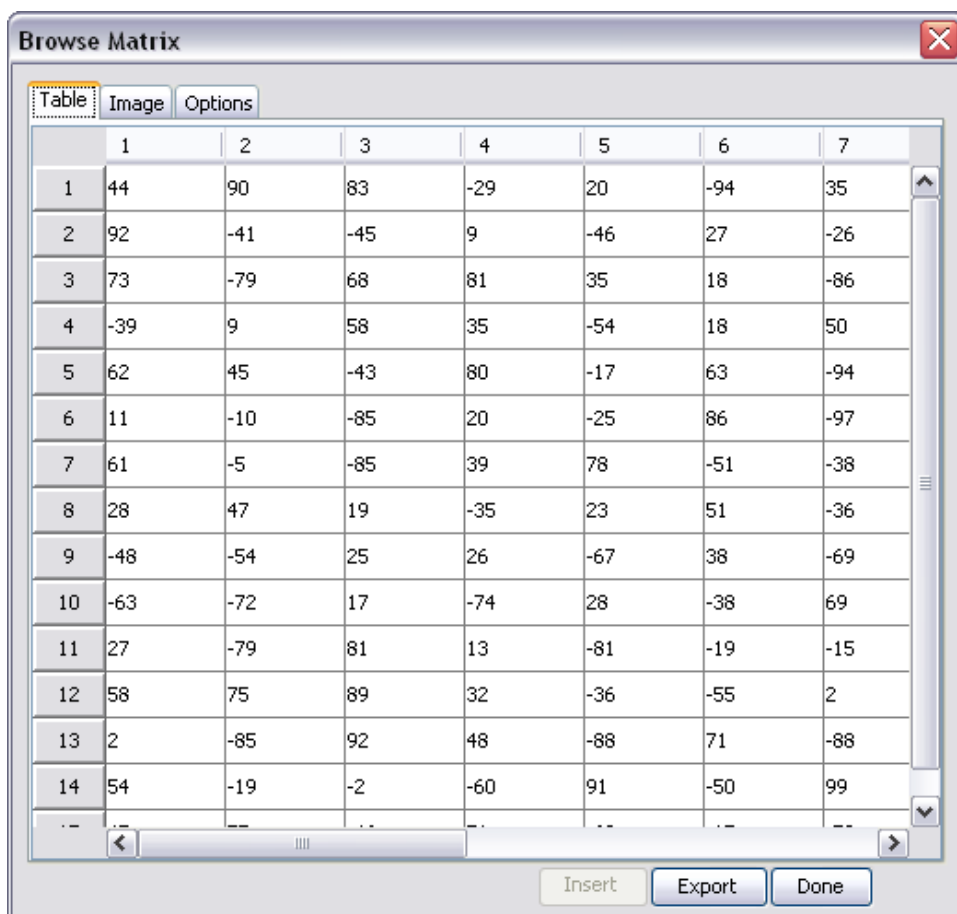 Browse Matrix
Table Image Options
1 2 3 4 5 6 7
1 44 90 83 -29 20 -94 35
2 92 -41 -45 9 -46 27 -26
3 73 -79 68 81 35 18 -86
4 -39 9 58 35 -54 18 50
5 62 45 -43 80 -17 63 -94
6 11 -10 -85 20 -25 86 -97
7 61 -5 -85 39 78 -51 -38
8 28 47 19 -35 23 51 -36
9 -48 -54 25 26 -67 38 -69
10 -63 -72 17 -74 28 -38 69
11 27 -79 81 13 -81 -19 -15
12 58 75 89 32 -36 -55 2
13 2 -85 92 48 -88 71 -88
14 54 -19 -2 -60 91 -50 99
Insert Export Done